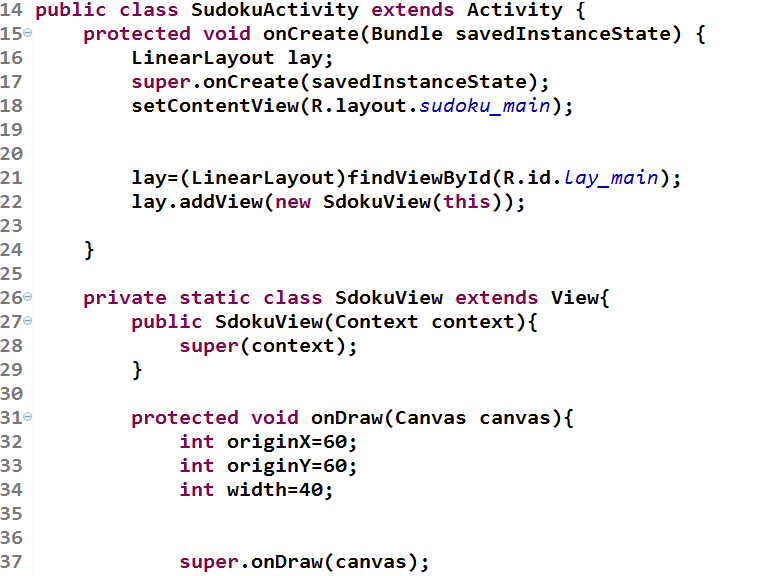 14 public class SudokuActivity extends Activity {
15     protected void onCreate(Bundle savedInstanceState) {
16         LinearLayout lay;
17         super.onCreate(savedInstanceState);
18         setContentView(R.layout.sudoku_main);
19
20
21         lay=(LinearLayout)findViewById(R.id.lay_main);
22         lay.addView(new SdokuView(this));
23
24     }
25
26     private static class SdokuView extends View{
27         public SdokuView(Context context){
28             super(context);
29         }
30
31         protected void onDraw(Canvas canvas){
32             int originX=60;
33             int originY=60;
34             int width=40;
35
36
37             super.onDraw(canvas);